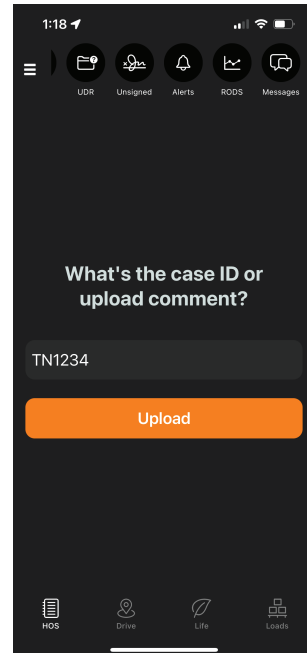 1:18
UDR Unsigned Alerts RODS Messages
What's the case ID or
upload comment?
TN1234
Upload
HOS Drive Life Loads